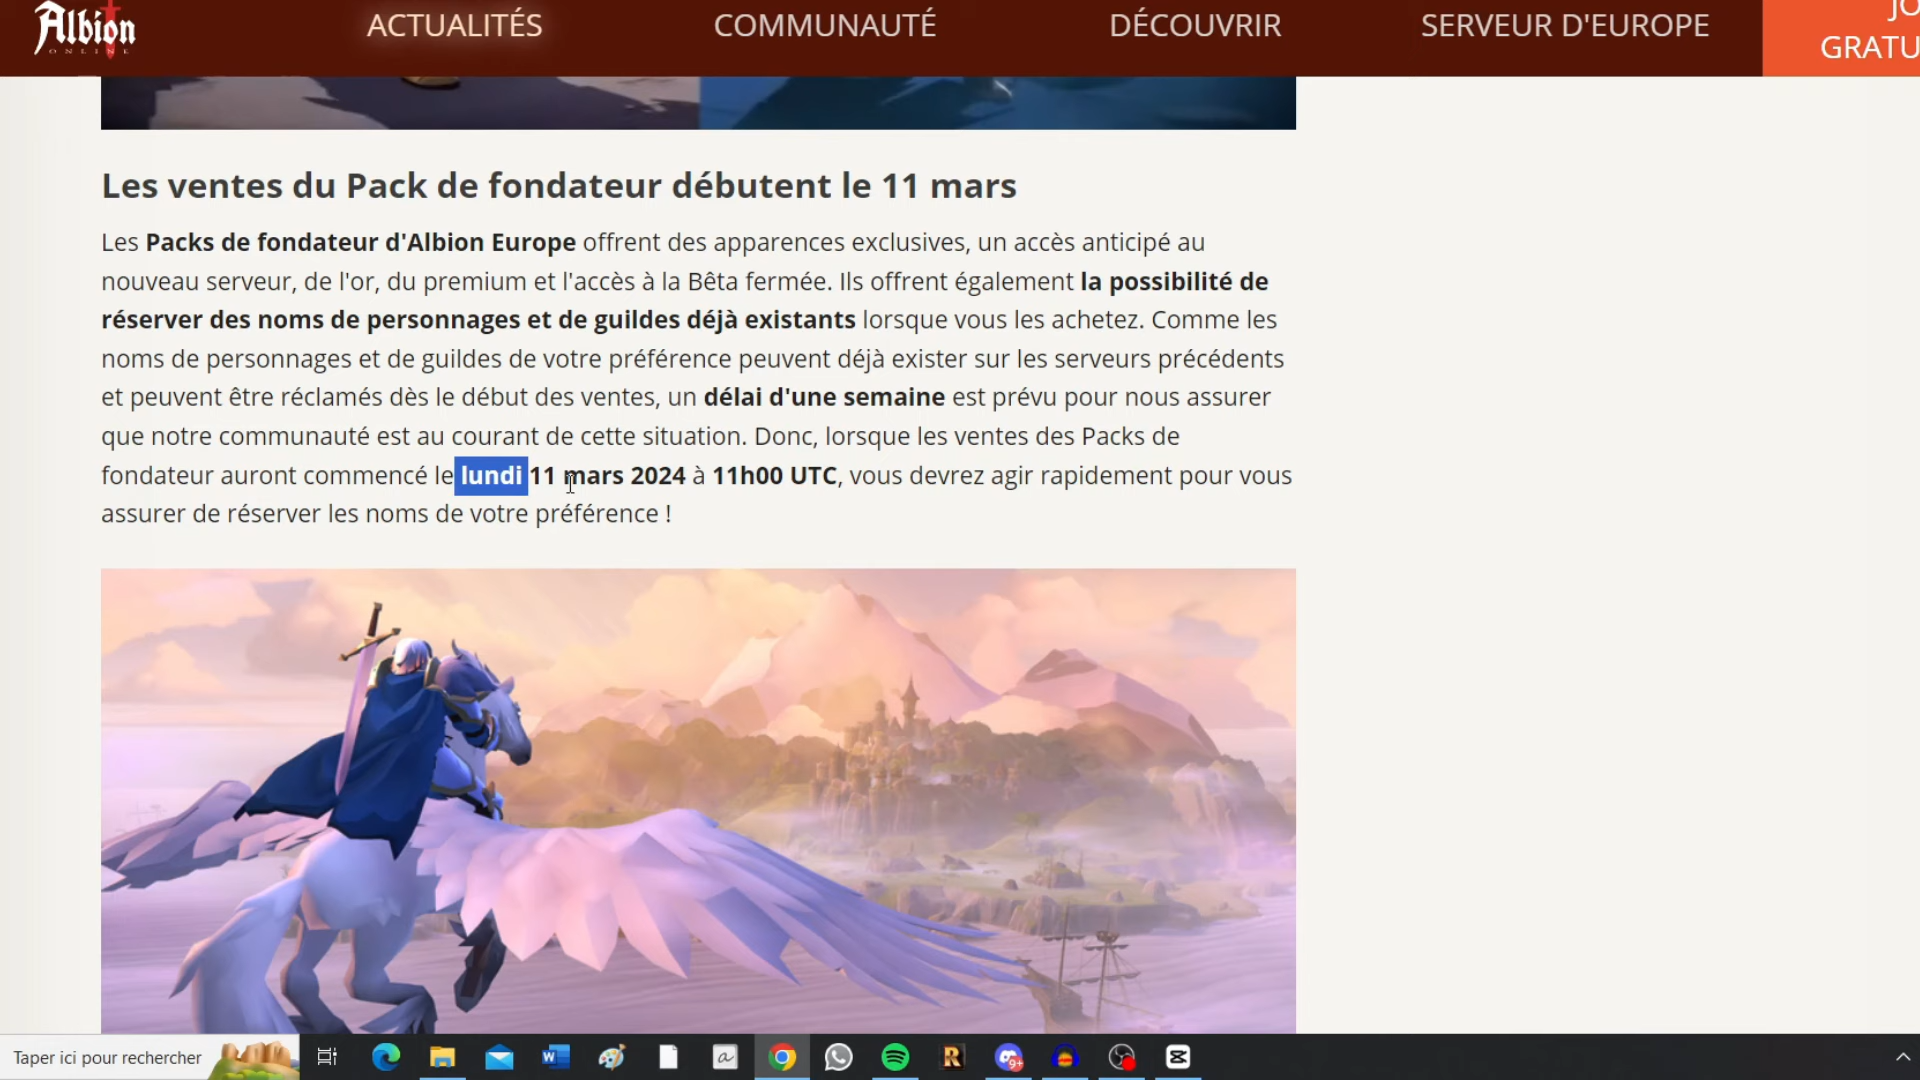 Albion
ONLINE
ACTUALITÉS
COMMUNAUTÉ
DÉCOUVRIR
SERVEUR D'EUROPE
Les ventes du Pack de fondateur débutent le 11 mars
Les Packs de fondateur d'Albion Europe offrent des apparences exclusives, un accès anticipé au
nouveau serveur, de l'or, du premium et l'accès à la Bêta fermée. Ils offrent également la possibilité de
réserver des noms de personnages et de guildes déjà existants lorsque vous les achetez. Comme les
noms de personnages et de guildes de votre préférence peuvent déjà exister sur les serveurs précédents
et peuvent être réclamés dès le début des ventes, un délai d'une semaine est prévu pour nous assurer
que notre communauté est au courant de cette situation. Donc, lorsque les ventes des Packs de
fondateur auront commencé le lundi 11 mars 2024 à 11h00 UTC, vous devrez agir rapidement pour vous
assurer de réserver les noms de votre préférence !
Taper ici pour rechercher
9+